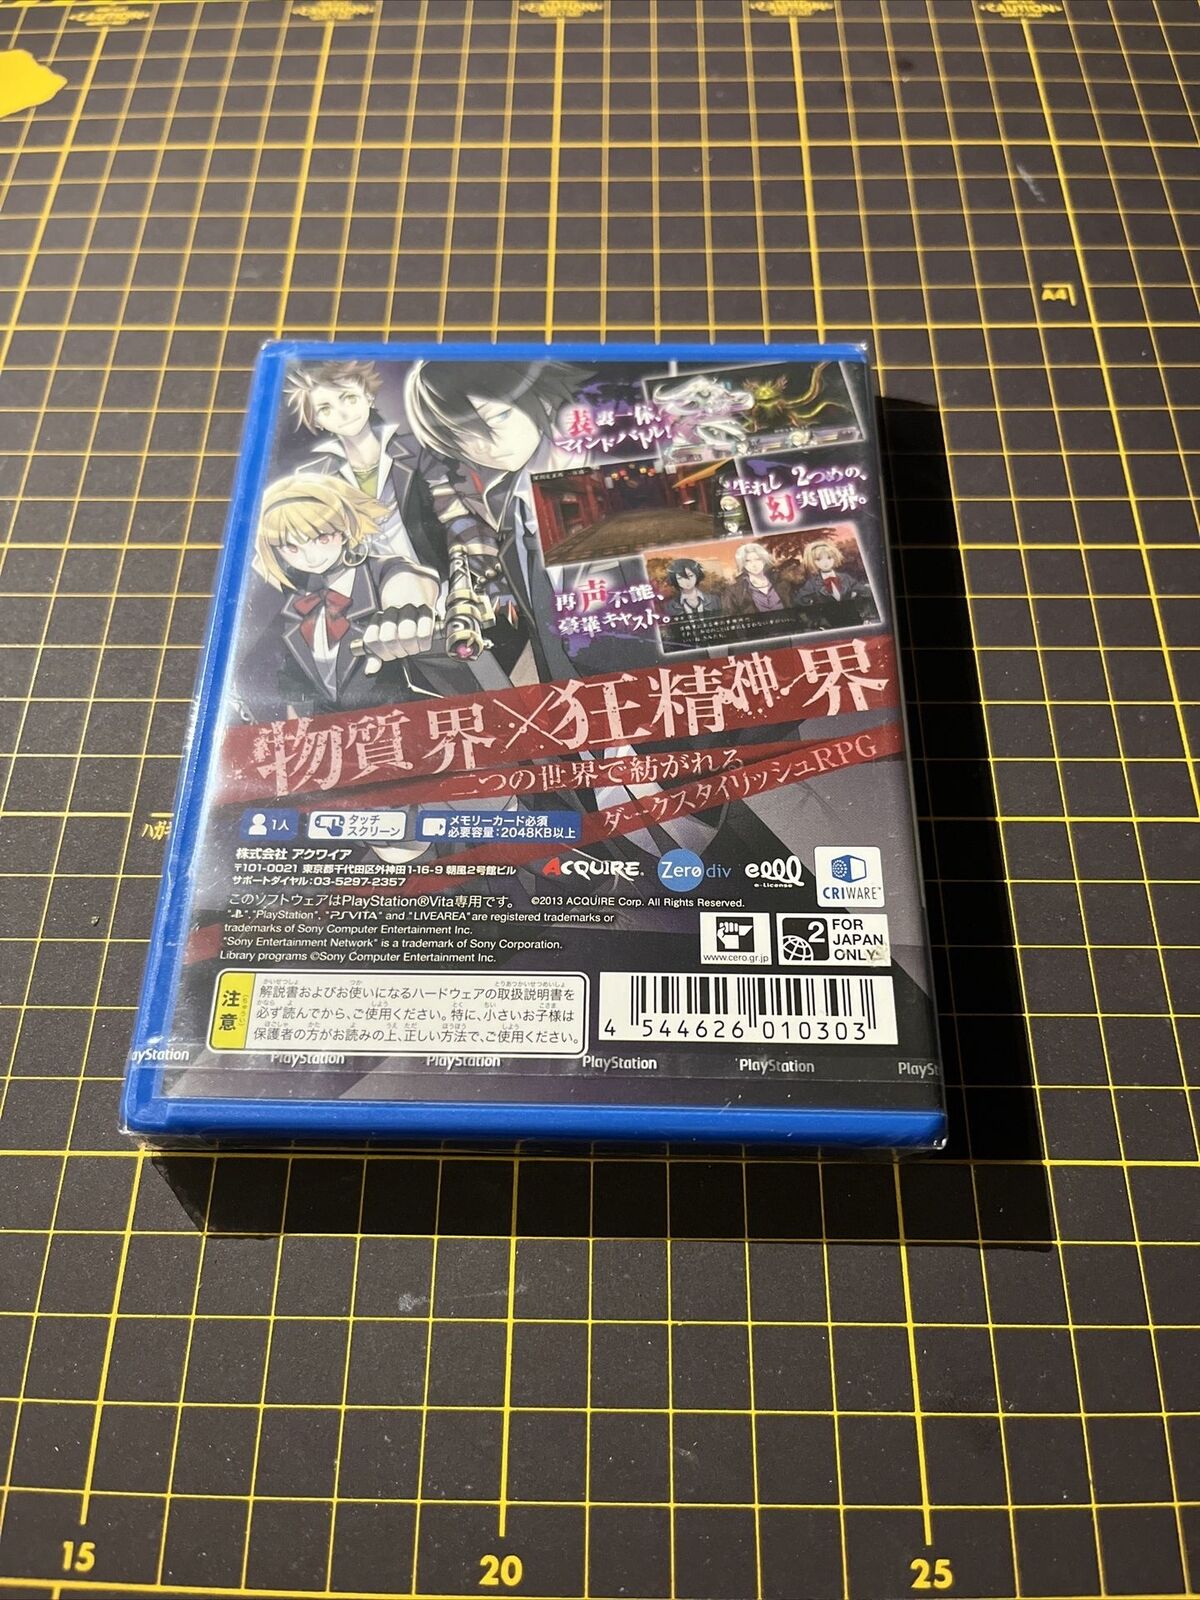 CAUTION
CAUTION
CAUTION
CAUTION
CAUTION
A4
表裏一体!
マインドバトル!
生れし 2つめの、
幻実世界。
再声不能、
豪華キャスト。
物質界×狂精神界
二つの世界で紡がれる
ダークスタイリッシュRPG
1人
タッチ
スクリーン
メモリーカード必須
必要容量:2048KB以上
株式会社 アクワイア
〒101-0021 東京都千代田区外神田1-16-9 朝風2号館ビル
サポートダイヤル:03-5297-2357
ACQUIRE.
Zero div
eeλλ
e-License
CRIWARE™
このソフトウェアはPlayStation®Vita専用です。
©2013 ACQUIRE Corp. All Rights Reserved.
"PlayStation", "PSVITA" and "LIVEAREA" are registered trademarks or
trademarks of Sony Computer Entertainment Inc.
"Sony Entertainment Network" is a trademark of Sony Corporation.
Library programs ©Sony Computer Entertainment Inc.
www.cero.gr.jp
2
FOR
JAPAN
ONLY
注意
解説書およびお使いになるハードウェアの取扱説明書を
必ず読んでから、ご使用ください。特に、小さいお子様は
保護者の方がお読みの上、正しい方法で、ご使用ください。
4 544626 010303
ayStation PlayStation PlayStation PlayStation PlayStation PlaySt
15
20
25